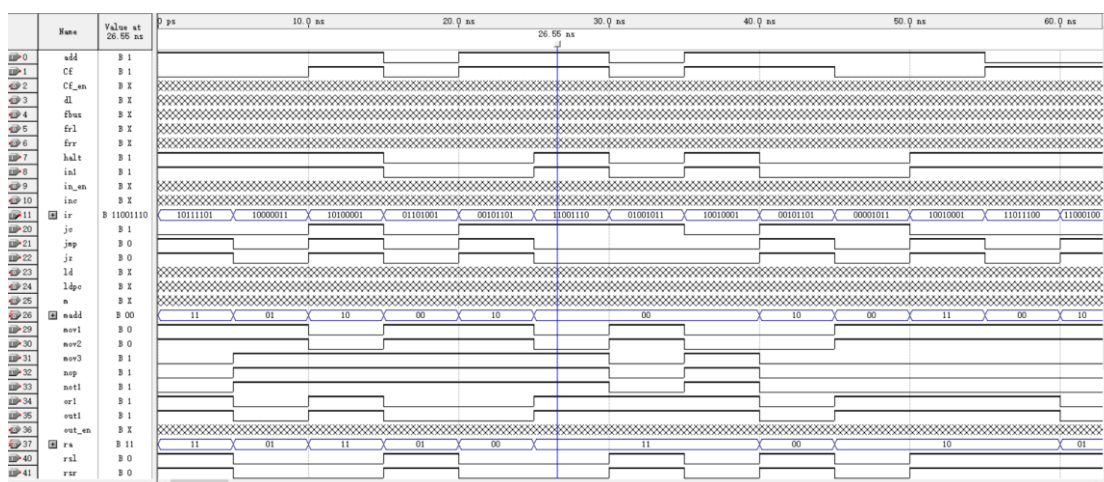 0 ps 10.0 ns 20.0 ns 30.0 ns 40.0 ns 50.0 ns 60.0 ns
Name Value at 26.55 ns
26.55 ns
0 add B 1
1 Cf B 1
2 Cf_en B X
3 dl B X
4 fbus B X
5 frl B X
6 frr B X
7 halt B 1
8 in1 B 1
9 in_en B X
10 inc B X
11 ir B 11001110 10111101 10000011 10100001 01101001 00101101 11001110 01001011 10010001 00101101 00001011 10010001 11011100 11000100
20 jc B 1
21 jmp B 0
22 jz B 0
23 ld B X
24 ldpc B X
25 m B X
26 madd B 00 11 01 10 00 10 00 10 00 11 00 10
29 mov1 B 0
30 mov2 B 0
31 mov3 B 1
32 nop B 1
33 not1 B 1
34 or1 B 1
35 out1 B 1
36 out_en B X
37 ra B 11 11 01 11 01 00 11 00 10 01
40 rsl B 0
41 rsr B 0